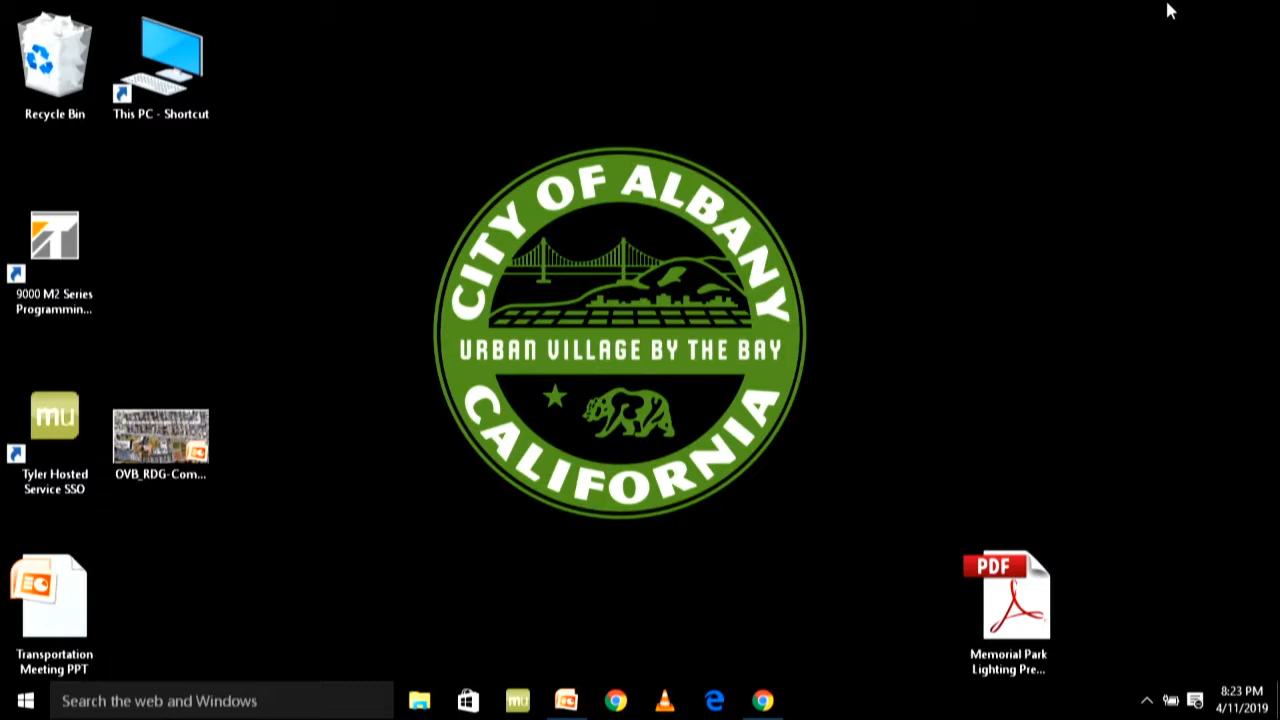 Recycle Bin
This PC - Shortcut
9000 M2 Series
Programmin...
mu
Tyler Hosted
Service SSO
OVB_RDG-Com...
Transportation
Meeting PPT
CITY OF ALBANY
URBAN VILLAGE BY THE BAY
CALIFORNIA
PDF
Memorial Park
Lighting Pre...
Search the web and Windows
mu
8:23 PM
4/11/2019